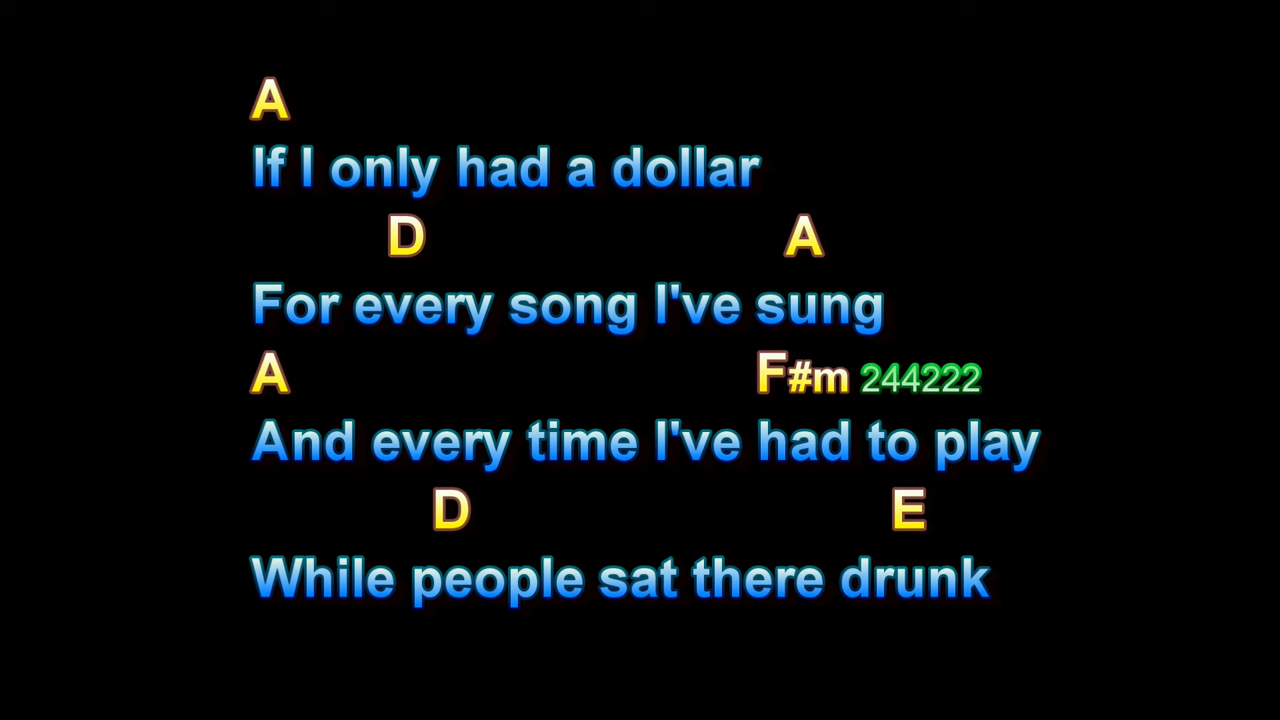 A
If I only had a dollar
D A
For every song I've sung
A F#m 244222
And every time I've had to play
D E
While people sat there drunk